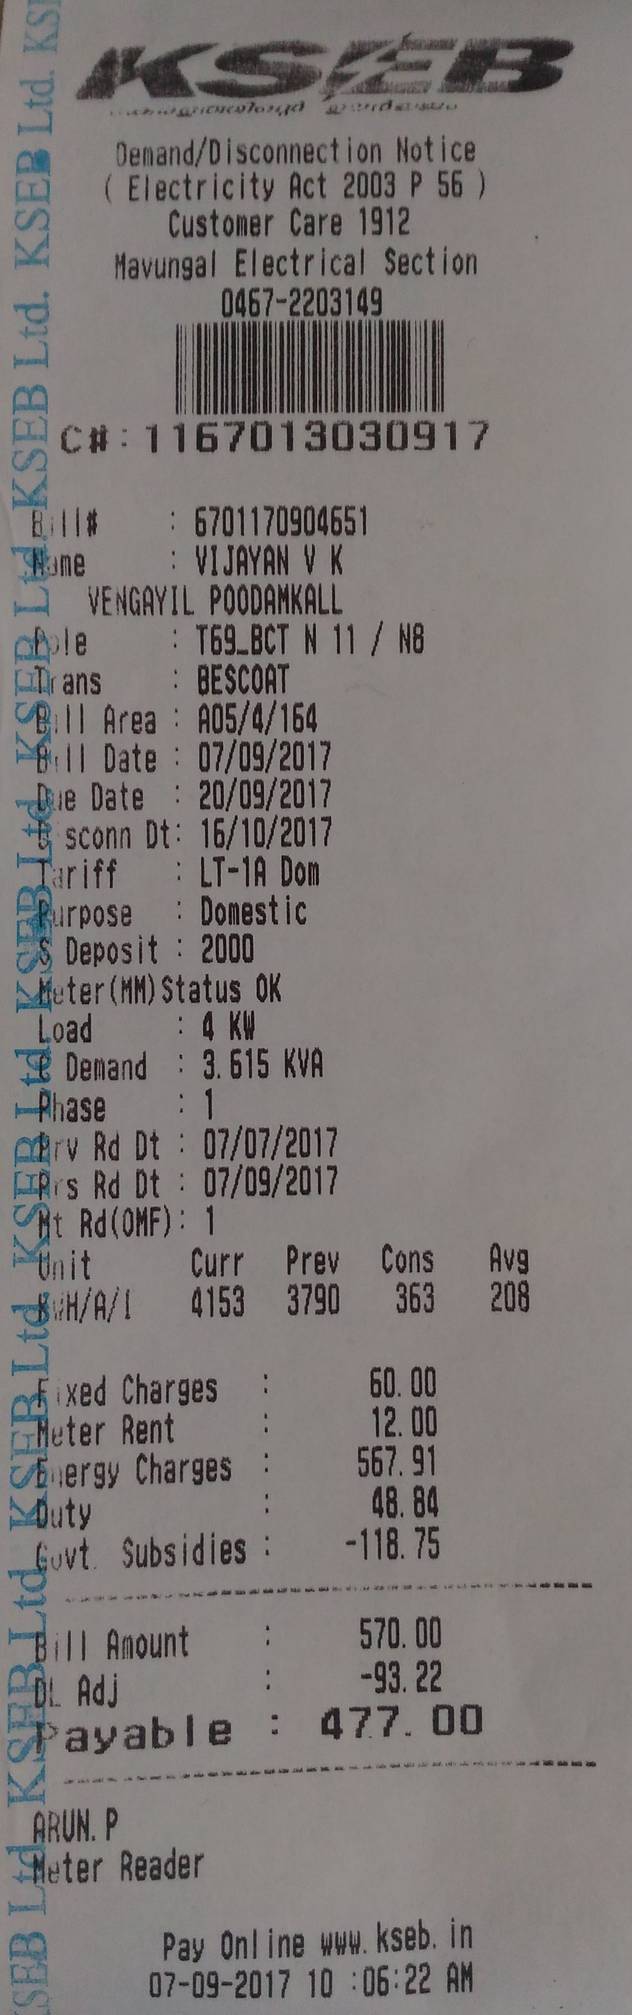 KSEB
Demand/Disconnection Notice
( Electricity Act 2003 P 56 )
Customer Care 1912
Mavungal Electrical Section
0467-2203149
C#: 1167013030917
Bill# : 6701170904651
Name : VIJAYAN V K
VENGAYIL POODAMKALL
Pole : T69_BCT N 11 / N8
Trans : BESCOAT
Bill Area : A05/4/164
Bill Date : 07/09/2017
Due Date : 20/09/2017
Disconn Dt: 16/10/2017
Tariff : LT-1A Dom
Purpose : Domestic
S Deposit : 2000
Meter(MM)Status OK
Load : 4 KW
C Demand : 3.615 KVA
Phase : 1
Prv Rd Dt : 07/07/2017
Prs Rd Dt : 07/09/2017
Mt Rd(OMF): 1
Unit Curr Prev Cons Avg
KWH/A/I 4153 3790 363 208
Fixed Charges : 60.00
Meter Rent : 12.00
Energy Charges : 567.91
Duty : 48.84
Govt. Subsidies : -118.75
Bill Amount : 570.00
DL Adj : -93.22
Payable : 477.00
ARUN.P
Meter Reader
Pay Online www.kseb.in
07-09-2017 10 :06:22 AM
KSEB Ltd. KSEB Ltd. KSEB Ltd. KSEB Ltd. KSEB Ltd. KSEB Ltd. KSEB Ltd. KSEB Ltd. KSEB Ltd. KSEB Ltd. KSE